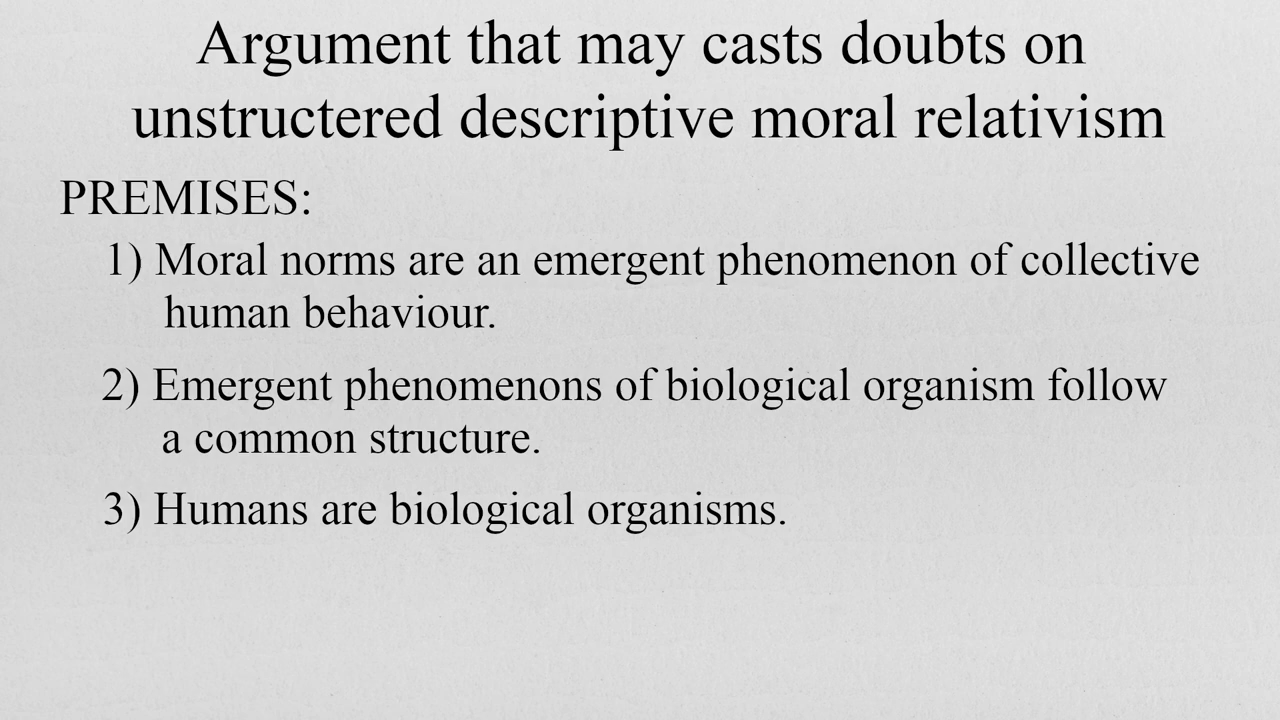 Argument that may casts doubts on
unstructered descriptive moral relativism
PREMISES:
1) Moral norms are an emergent phenomenon of collective
human behaviour.
2) Emergent phenomenons of biological organism follow
a common structure.
3) Humans are biological organisms.